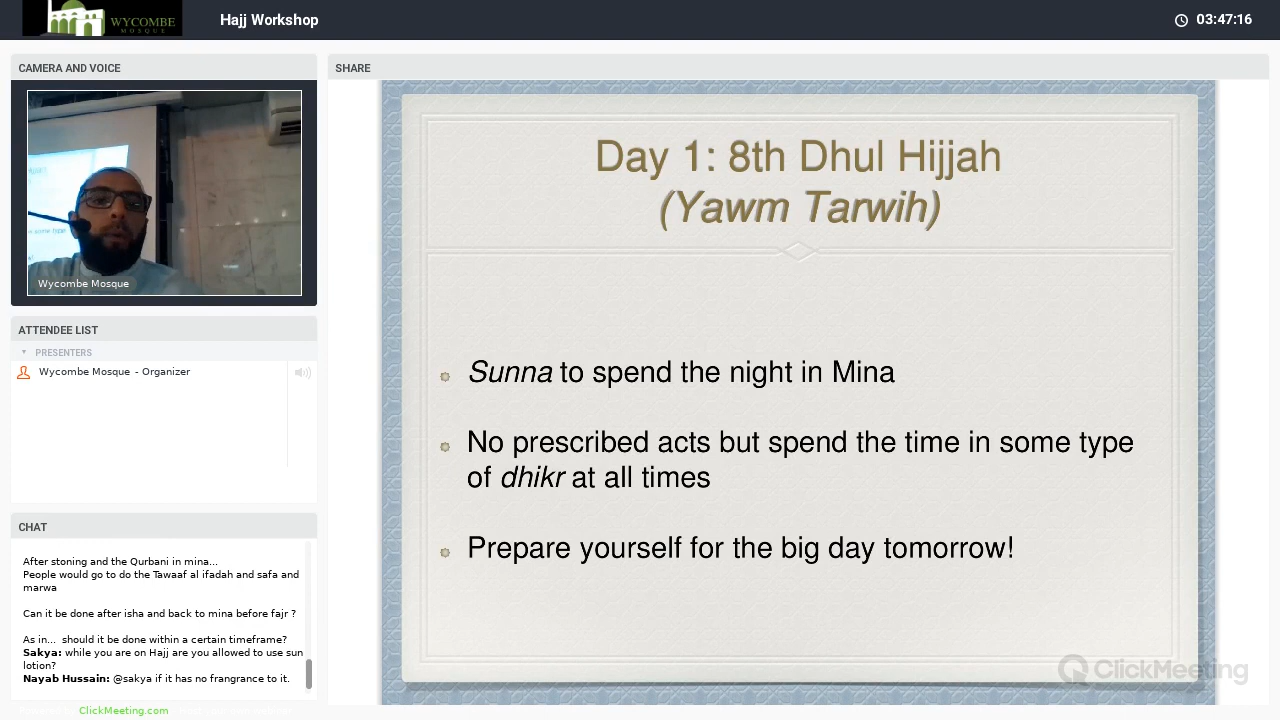 WYCOMBE
MOSQUE
Hajj Workshop
03:47:16
CAMERA AND VOICE
Wycombe Mosque
ATTENDEE LIST
PRESENTERS
Wycombe Mosque - Organizer
CHAT
After stoning and the Qurbani in mina...
People would go to do the Tawaaf al ifadah and safa and
marwa
Can it be done after isha and back to mina before fajr ?
As in... should it be done within a certain timeframe?
Sakya: while you are on Hajj are you allowed to use sun
lotion?
Nayab Hussain: @sakya if it has no frangrance to it.
ClickMeeting.com
SHARE
Day 1: 8th Dhul Hijjah
(Yawm Tarwih)
Sunna to spend the night in Mina
No prescribed acts but spend the time in some type
of dhikr at all times
Prepare yourself for the big day tomorrow!
ClickMeeting